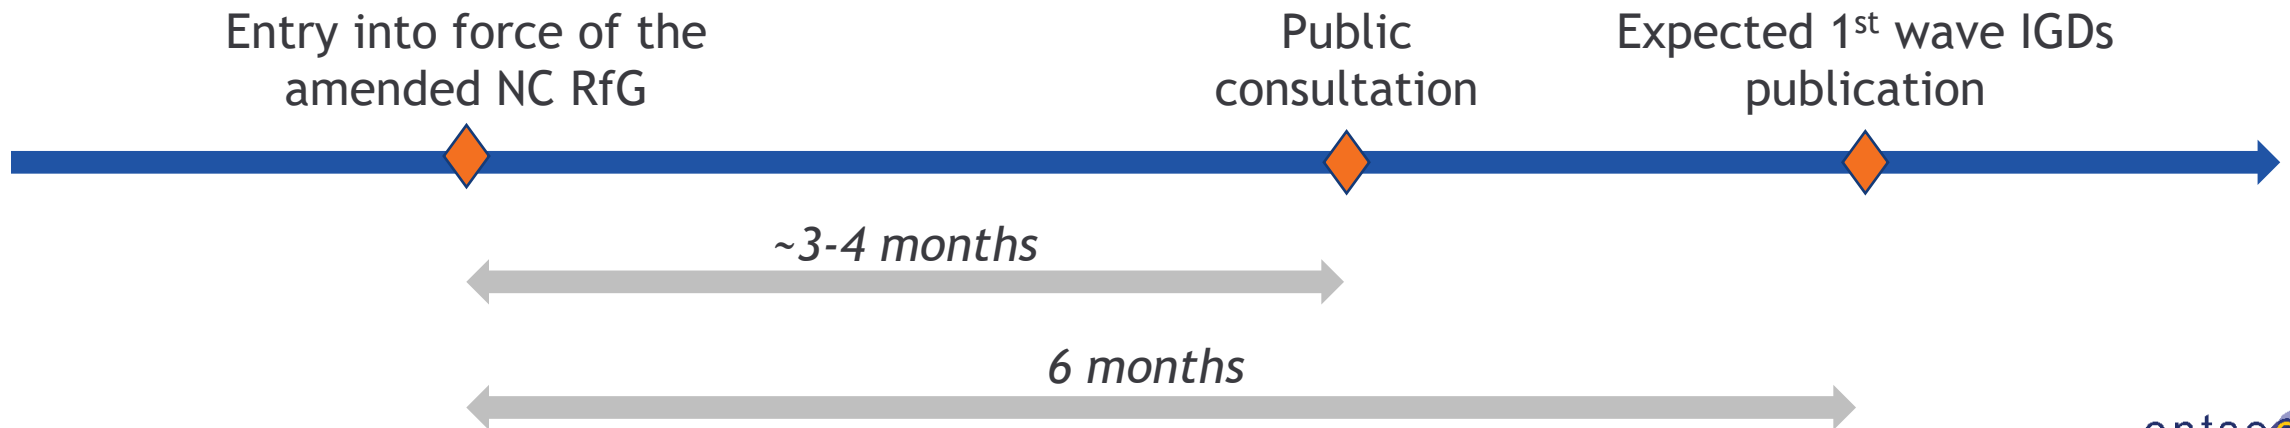 Entry into force of the
amended NC RfG
Public
consultation
Expected 1st wave IGDs
publication
~3-4 months
6 months